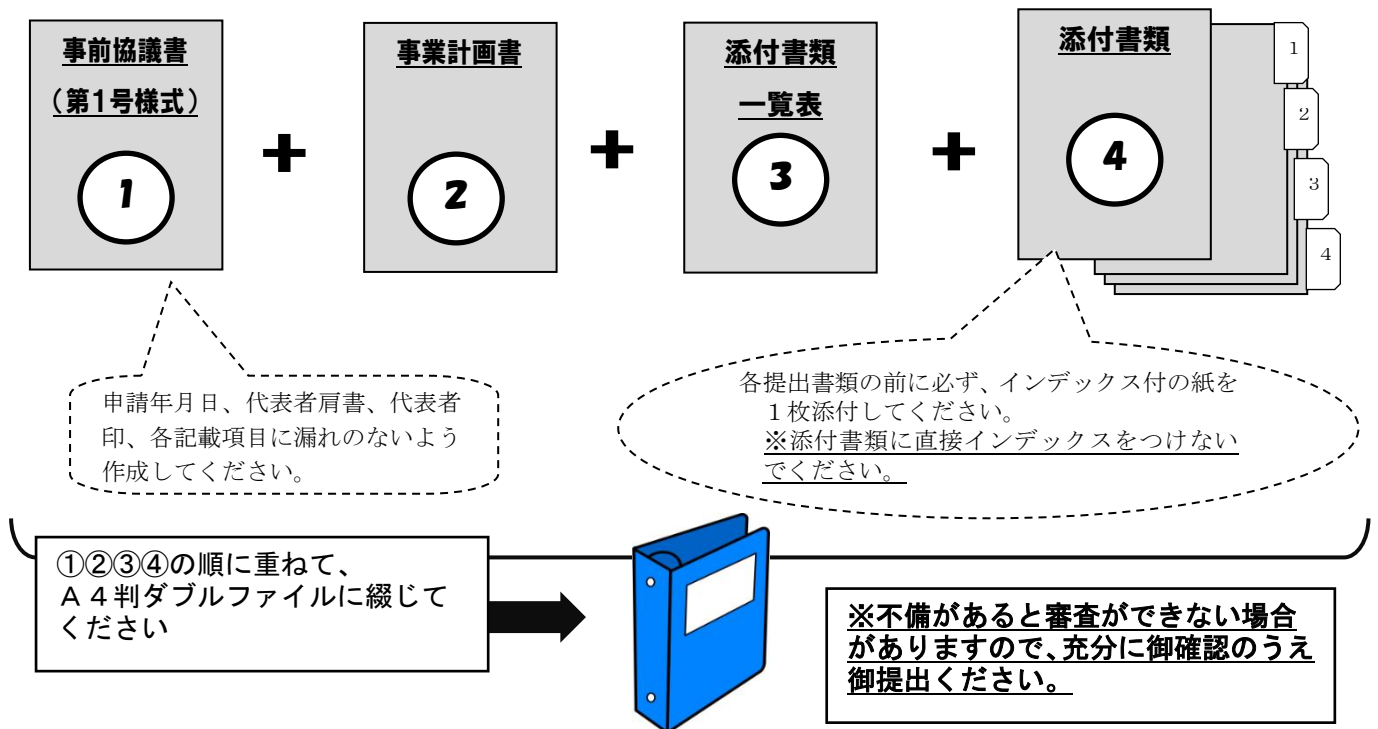 事前協議書
（第1号様式）
1
+
事業計画書
2
+
添付書類
一覧表
3
+
添付書類
4
1
2
3
4
申請年月日、代表者肩書、代表者
印、各記載項目に漏れのないよう
作成してください。
各提出書類の前に必ず、インデックス付の紙を
１枚添付してください。
※添付書類に直接インデックスをつけない
でください。
①②③④の順に重ねて、
Ａ４判ダブルファイルに綴じて
ください
※不備があると審査ができない場合
がありますので、充分に御確認のうえ
御提出ください。